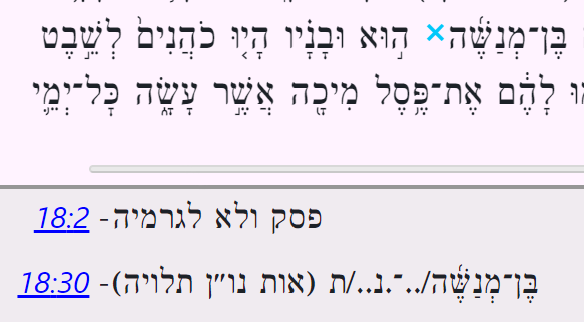 בֶּן־מְנַשֶּׁ֜ה× ה֣וּא וּבָנָ֗יו הָי֤וּ כֹהֲנִים֙ לְשֵׁ֣בֶט
לָהֶ֔ם אֶת־פֶּ֥סֶל מִיכָ֖ה אֲשֶׁ֣ר עָשָׂ֑ה כׇּל־יְמֵ֛י
18:2 -פסק ולא לגרמיה
18:30 -בֶּן־מְנַשֶּׁ֜ה/..־.נ../ת (אות נו״ן תלויה)